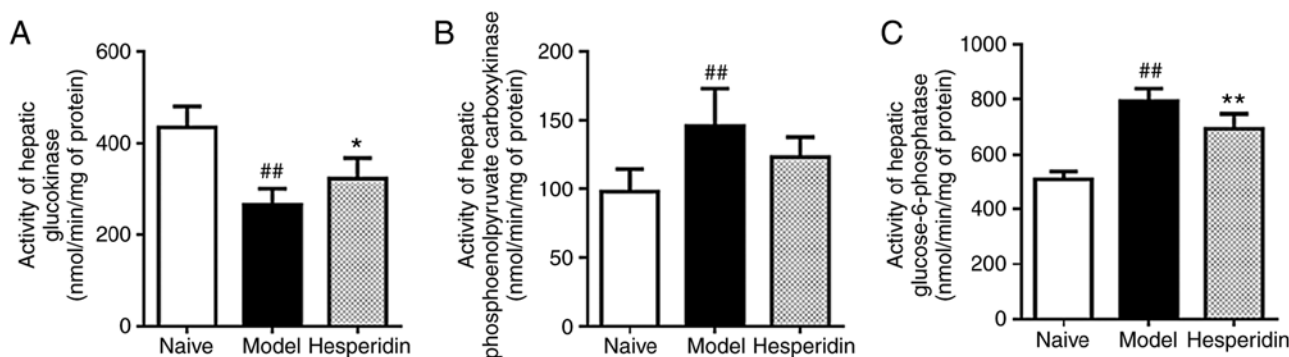 A
Activity of hepatic
glucokinase
(nmol/min/mg of protein)
600
400
200
0
##
*
Naive Model Hesperidin
B
Activity of hepatic
phosphoenolpyruvate carboxykinase
(nmol/min/mg of protein)
200
150
100
50
0
##
Naive Model Hesperidin
C
Activity of hepatic
glucose-6-phosphatase
(nmol/min/mg of protein)
1000
800
600
400
200
0
##
**
Naive Model Hesperidin